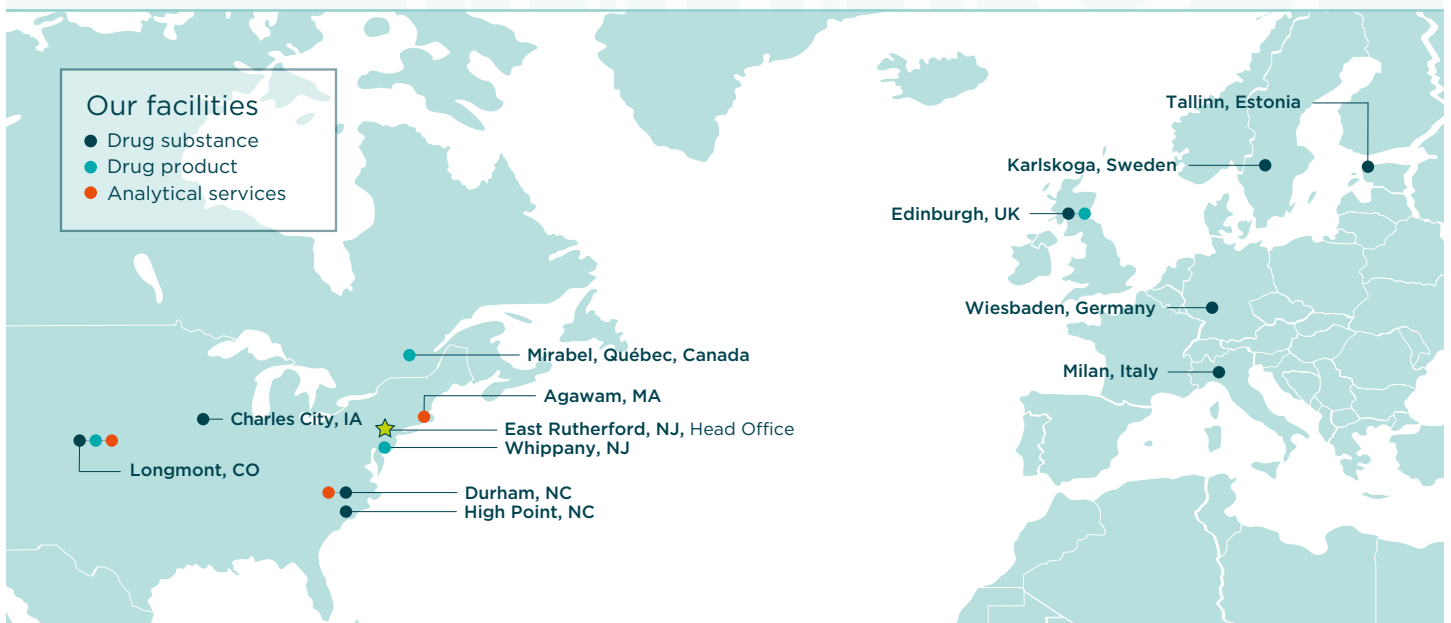 Our facilities
Drug substance
Drug product
Analytical services
Tallinn, Estonia
Karlskoga, Sweden
Edinburgh, UK
Wiesbaden, Germany
Milan, Italy
Mirabel, Québec, Canada
Agawam, MA
Charles City, IA
East Rutherford, NJ, Head Office
Whippany, NJ
Longmont, CO
Durham, NC
High Point, NC